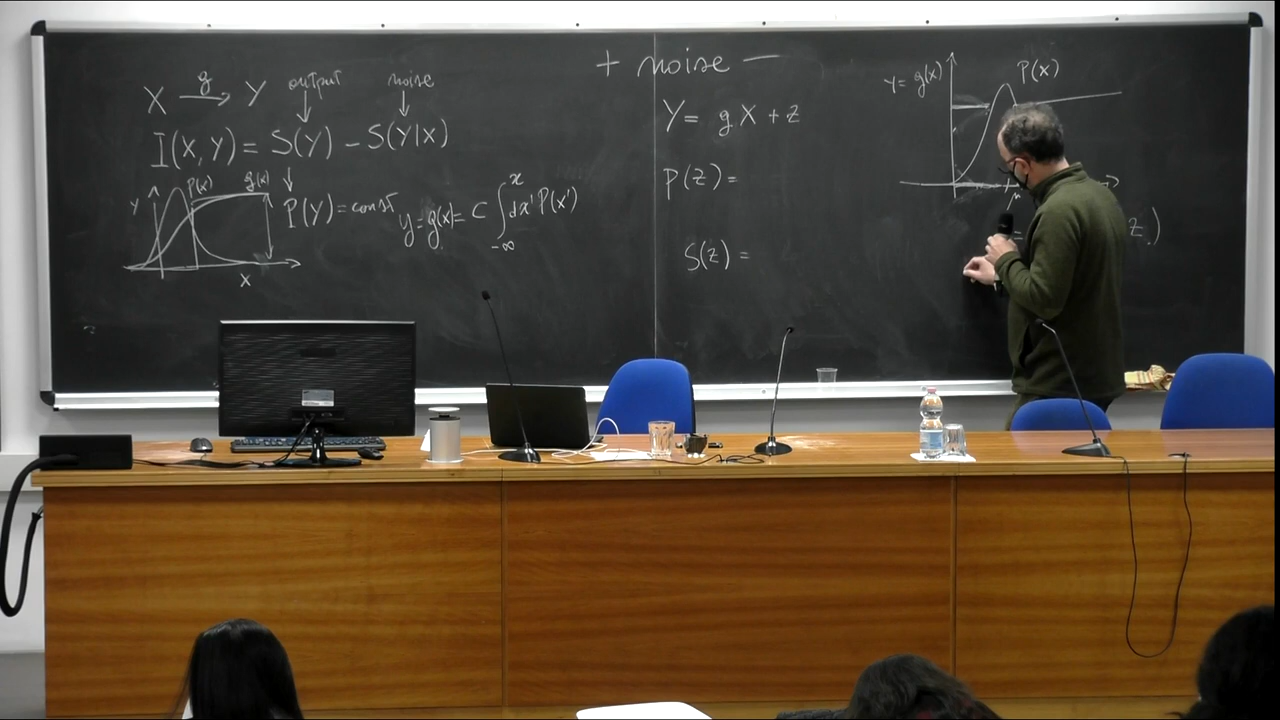 X →g Y output noise
I(X,Y) = S(Y) - S(Y|X)
y P(x) g(x) x
P(Y) = const y = g(x) = C ∫_{-∞}^{x} dx' P(x')
+ noise -
Y = g X + z
P(z) =
S(z) =
Y = g(x) P(x)
= z)